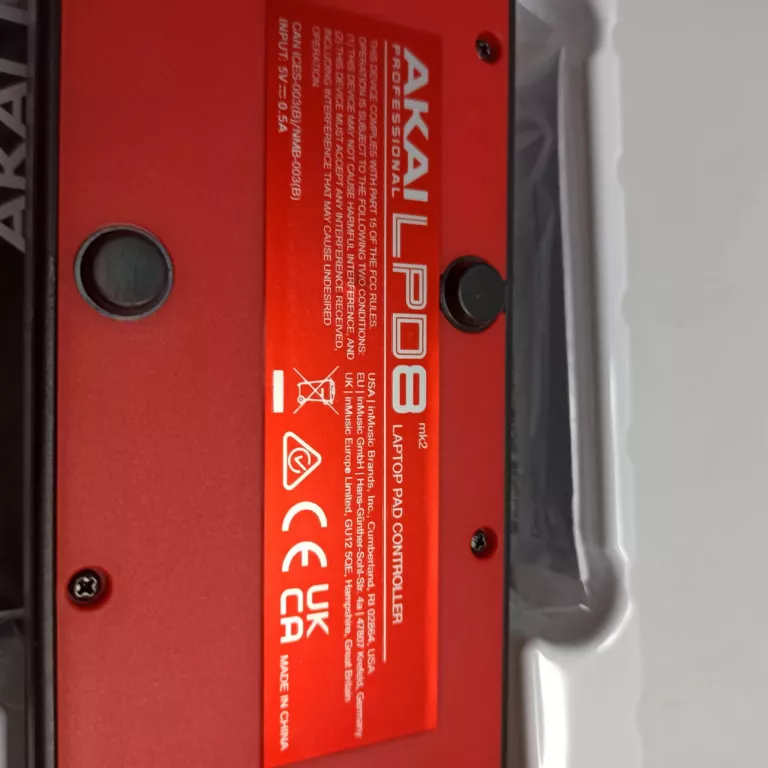 AKAI
PROFESSIONAL
LPD8 mk2 LAPTOP PAD CONTROLLER
THIS DEVICE COMPLIES WITH PART 15 OF THE FCC RULES.
OPERATION IS SUBJECT TO THE FOLLOWING TWO CONDITIONS:
(1) THIS DEVICE MAY NOT CAUSE HARMFUL INTERFERENCE, AND
(2) THIS DEVICE MUST ACCEPT ANY INTERFERENCE RECEIVED,
INCLUDING INTERFERENCE THAT MAY CAUSE UNDESIRED
OPERATION
CAN ICES-003(B)/NMB-003(B)
INPUT: 5V 0.5A
USA | inMusic Brands, Inc., Cumberland, RI 02864, USA
EU | inMusic GmbH | Hans-Günther-Sohl-Str. 4a | 47807 Krefeld, Germany
UK | inMusic Europe Limited, GU12 5QE, Hampshire, Great Britain
CE
UK
CA
MADE IN CHINA
AKAI